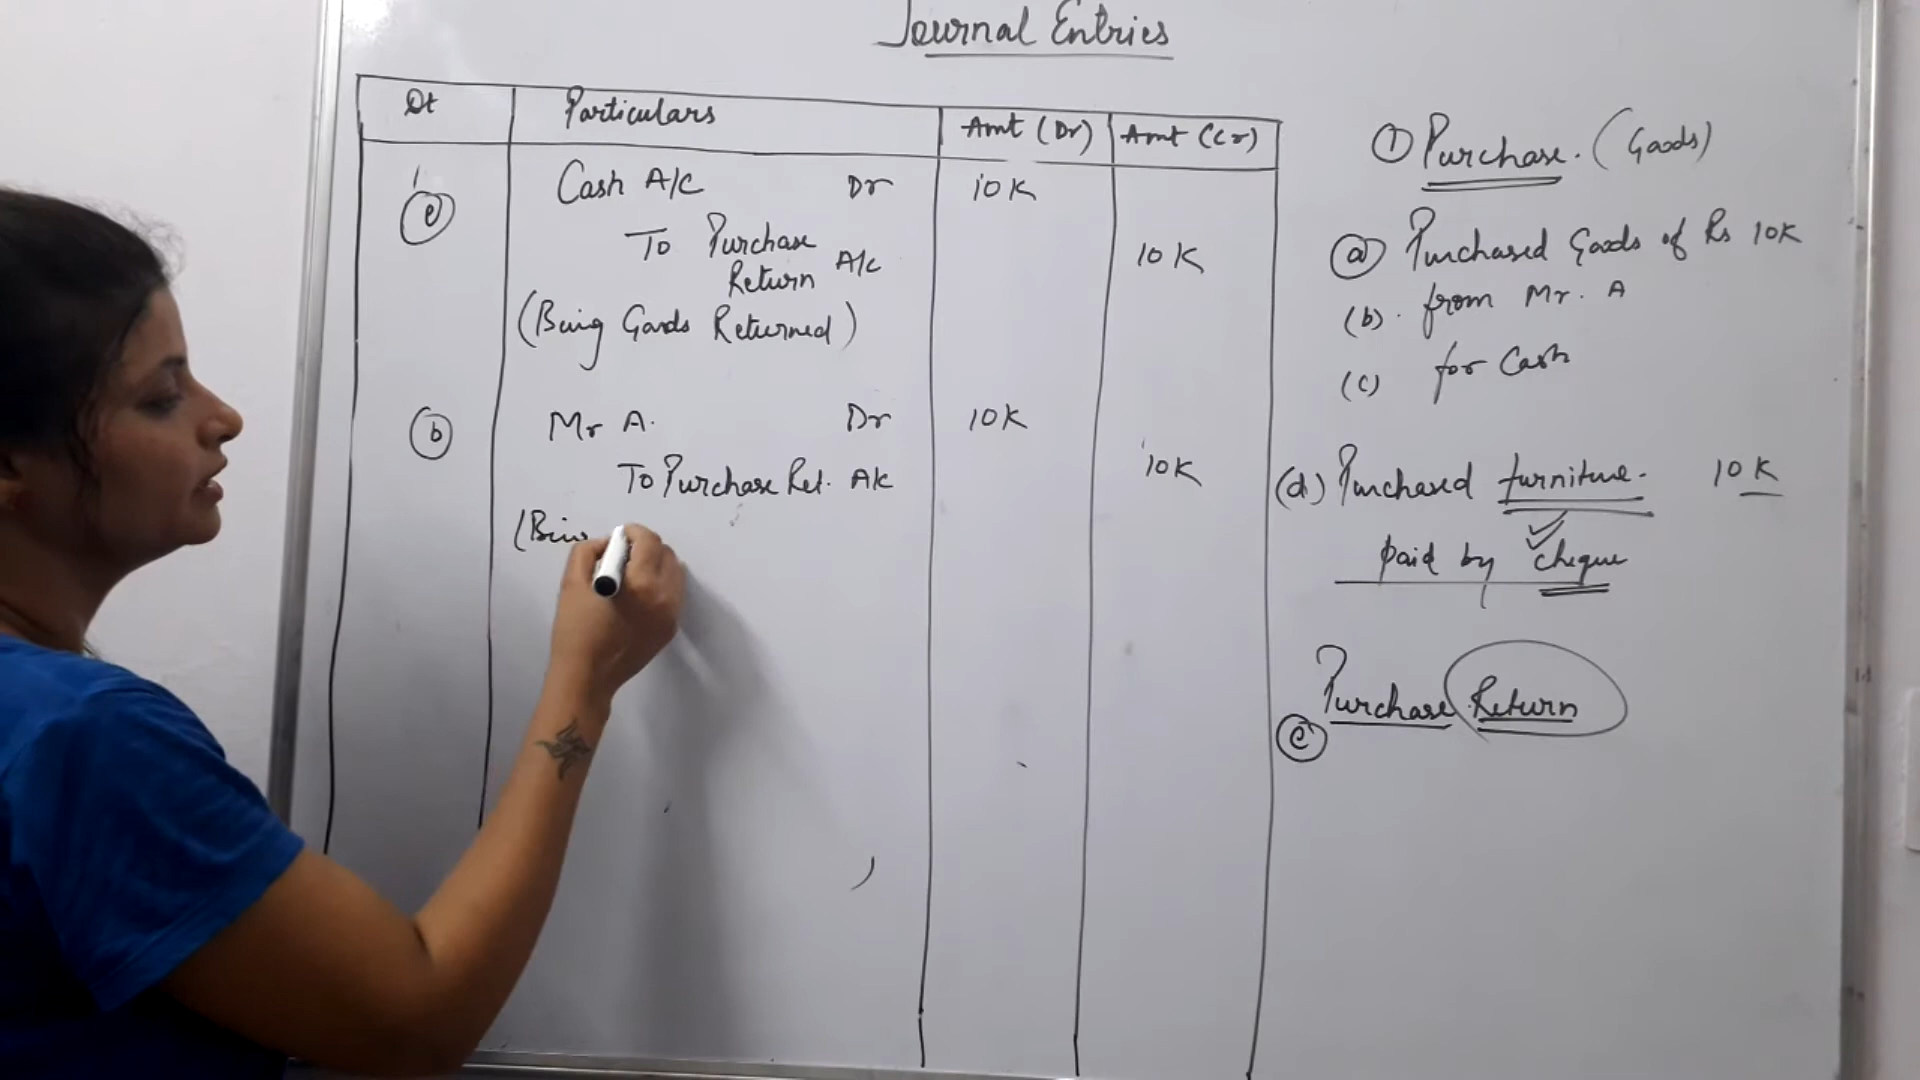 Journal Entries
Dt Particulars Amt (Dr) Amt (Cr)
(e) Cash A/C Dr 10K
To Purchase Return A/c 10K
(Being Goods Returned)
(b) Mr A. Dr 10K
To Purchase Ret. A/c 10K
(Bein
① Purchase. (Goods)
(a) Purchased Goods of Rs 10K
(b). from Mr. A
(c) for Cash
(d) Purchased furniture. 10K
paid by cheque
Purchase Return
(e)